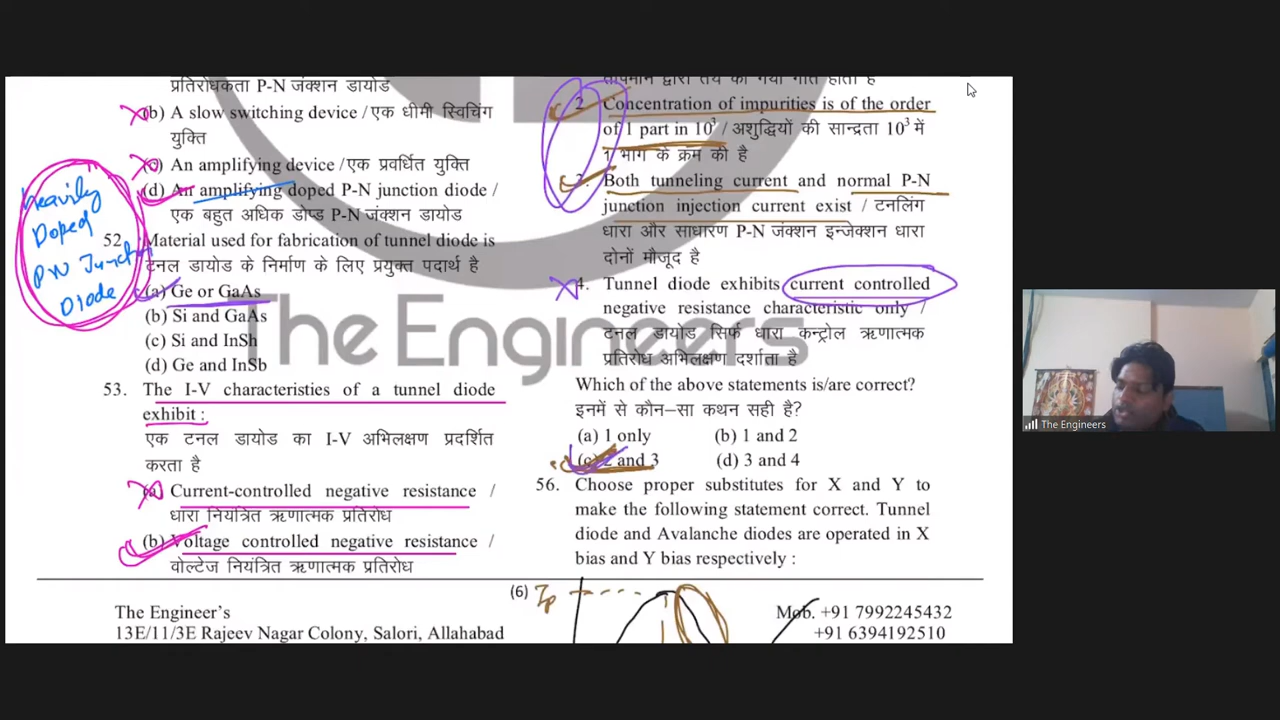 प्रतिरोधकता P-N जंक्शन डायोड
(b) A slow switching device / एक धीमी स्विचिंग
युक्ति
(c) An amplifying device / एक प्रवर्धित युक्ति
(d) An amplifying doped P-N junction diode /
एक बहुत अधिक डोप्ड P-N जंक्शन डायोड
Heavily
Doped
P-N Junct
Diode
52. Material used for fabrication of tunnel diode is
टनल डायोड के निर्माण के लिए प्रयुक्त पदार्थ है
(a) Ge or GaAs
(b) Si and GaAs
(c) Si and InSh
(d) Ge and InSb
The Engineers
53. The I-V characteristics of a tunnel diode
exhibit :
एक टनल डायोड का I-V अभिलक्षण प्रदर्शित
करता है
(a) Current-controlled negative resistance /
धारा नियंत्रित ऋणात्मक प्रतिरोध
(b) Voltage controlled negative resistance /
वोल्टेज नियंत्रित ऋणात्मक प्रतिरोध
तापमान द्वारा तय की गयी गति होती है
2. Concentration of impurities is of the order
of 1 part in 10³ / अशुद्धियों की सान्द्रता 10³ में
1 भाग के क्रम की है
3. Both tunneling current and normal P-N
junction injection current exist / टनलिंग
धारा और साधारण P-N जंक्शन इन्जेक्शन धारा
दोनों मौजूद है
4. Tunnel diode exhibits current controlled
negative resistance characteristic only /
टनल डायोड सिर्फ धारा कन्ट्रोल ऋणात्मक
प्रतिरोध अभिलक्षण दर्शाता है
Which of the above statements is/are correct?
इनमें से कौन-सा कथन सही है?
(a) 1 only (b) 1 and 2
(c) 2 and 3 (d) 3 and 4
56. Choose proper substitutes for X and Y to
make the following statement correct. Tunnel
diode and Avalanche diodes are operated in X
bias and Y bias respectively :
(6)
Ip
The Engineer's
13E/11/3E Rajeev Nagar Colony, Salori, Allahabad
Mob. +91 7992245432
+91 6394192510
The Engineers